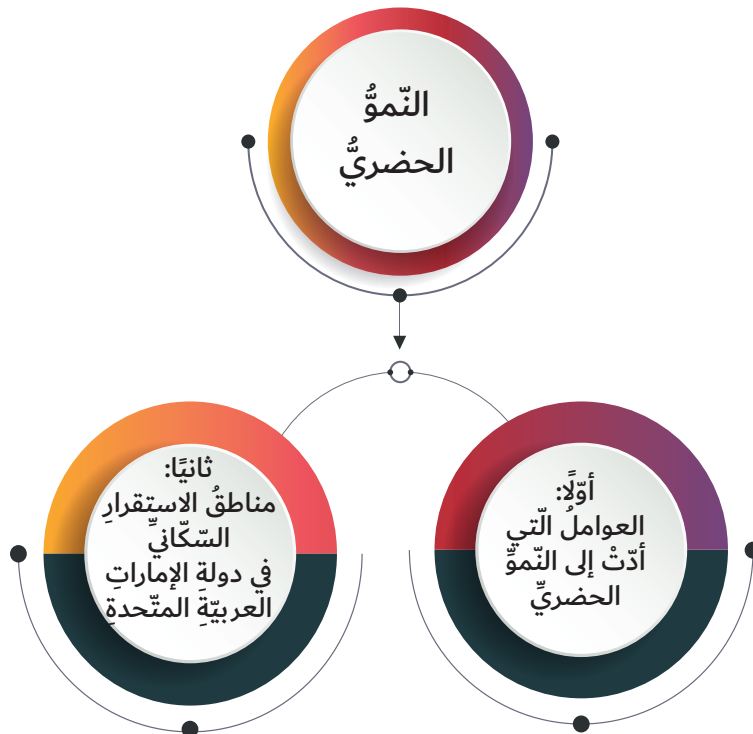 النّموُّ
الحضريُّ
أوّلًا:
العواملُ الّتي
أدّتْ إلى النّموِّ
الحضريِّ
ثانيًا:
مناطقُ الاستقرارِ
السّكّانيِّ
في دولةِ الإماراتِ
العربيّةِ المتّحدةِ